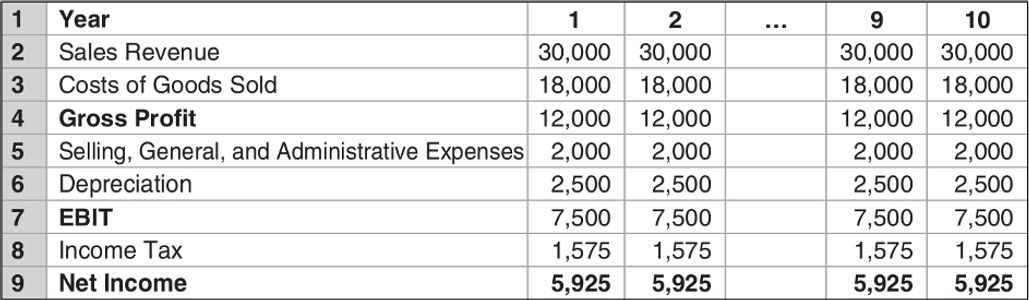 1 Year 1 2 ... 9 10
2 Sales Revenue 30,000 30,000 30,000 30,000
3 Costs of Goods Sold 18,000 18,000 18,000 18,000
4 Gross Profit 12,000 12,000 12,000 12,000
5 Selling, General, and Administrative Expenses 2,000 2,000 2,000 2,000
6 Depreciation 2,500 2,500 2,500 2,500
7 EBIT 7,500 7,500 7,500 7,500
8 Income Tax 1,575 1,575 1,575 1,575
9 Net Income 5,925 5,925 5,925 5,925